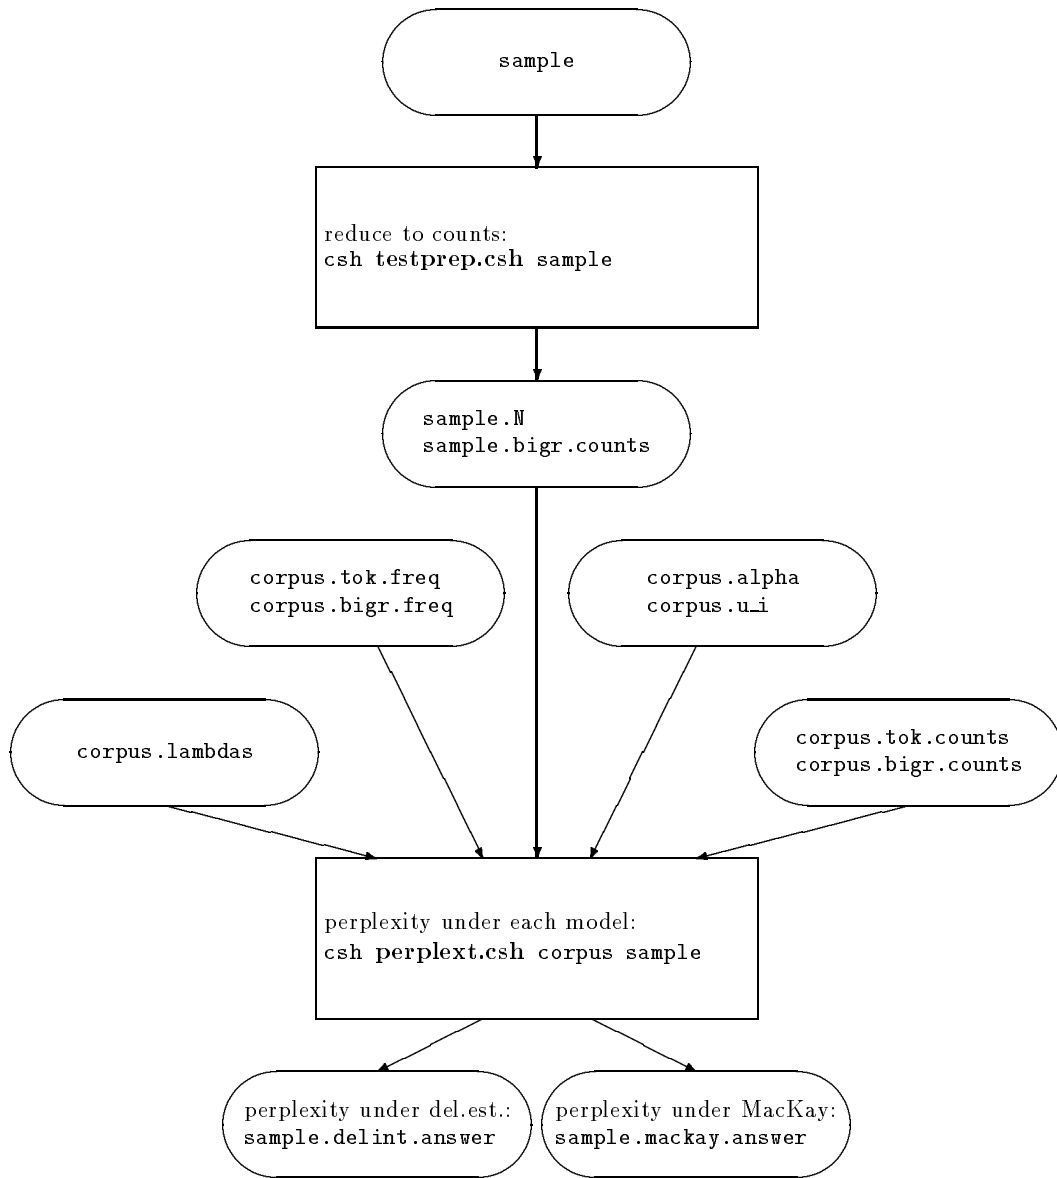 sample
reduce to counts:
csh testprep.csh sample
sample.N
sample.bigr.counts
corpus.tok.freq
corpus.bigr.freq
corpus.alpha
corpus.u_i
corpus.lambdas
corpus.tok.counts
corpus.bigr.counts
perplexity under each model:
csh perplext.csh corpus sample
perplexity under del.est.:
sample.delint.answer
perplexity under MacKay:
sample.mackay.answer